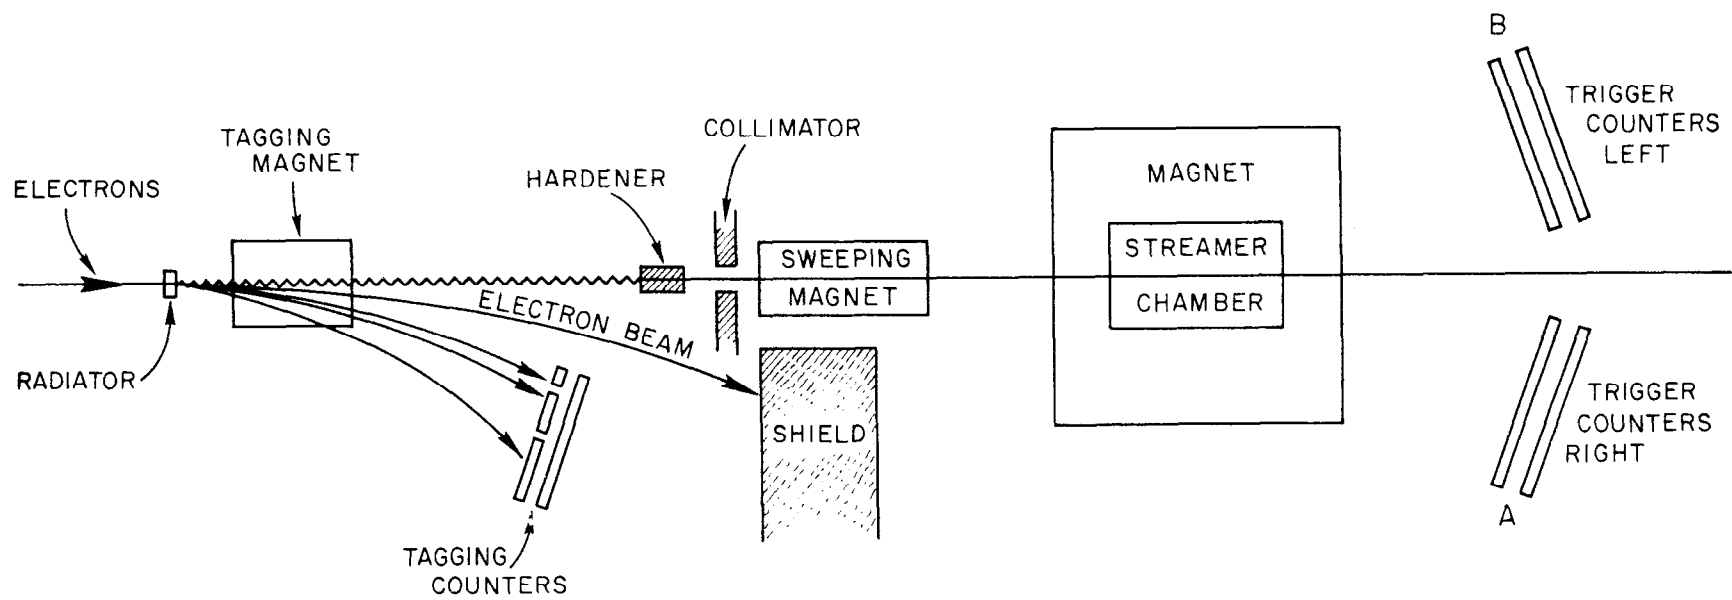 ELECTRONS
RADIATOR
TAGGING
MAGNET
ELECTRON BEAM
TAGGING
COUNTERS
HARDENER
COLLIMATOR
SWEEPING
MAGNET
SHIELD
MAGNET
STREAMER
CHAMBER
B
TRIGGER
COUNTERS
LEFT
TRIGGER
COUNTERS
RIGHT
A